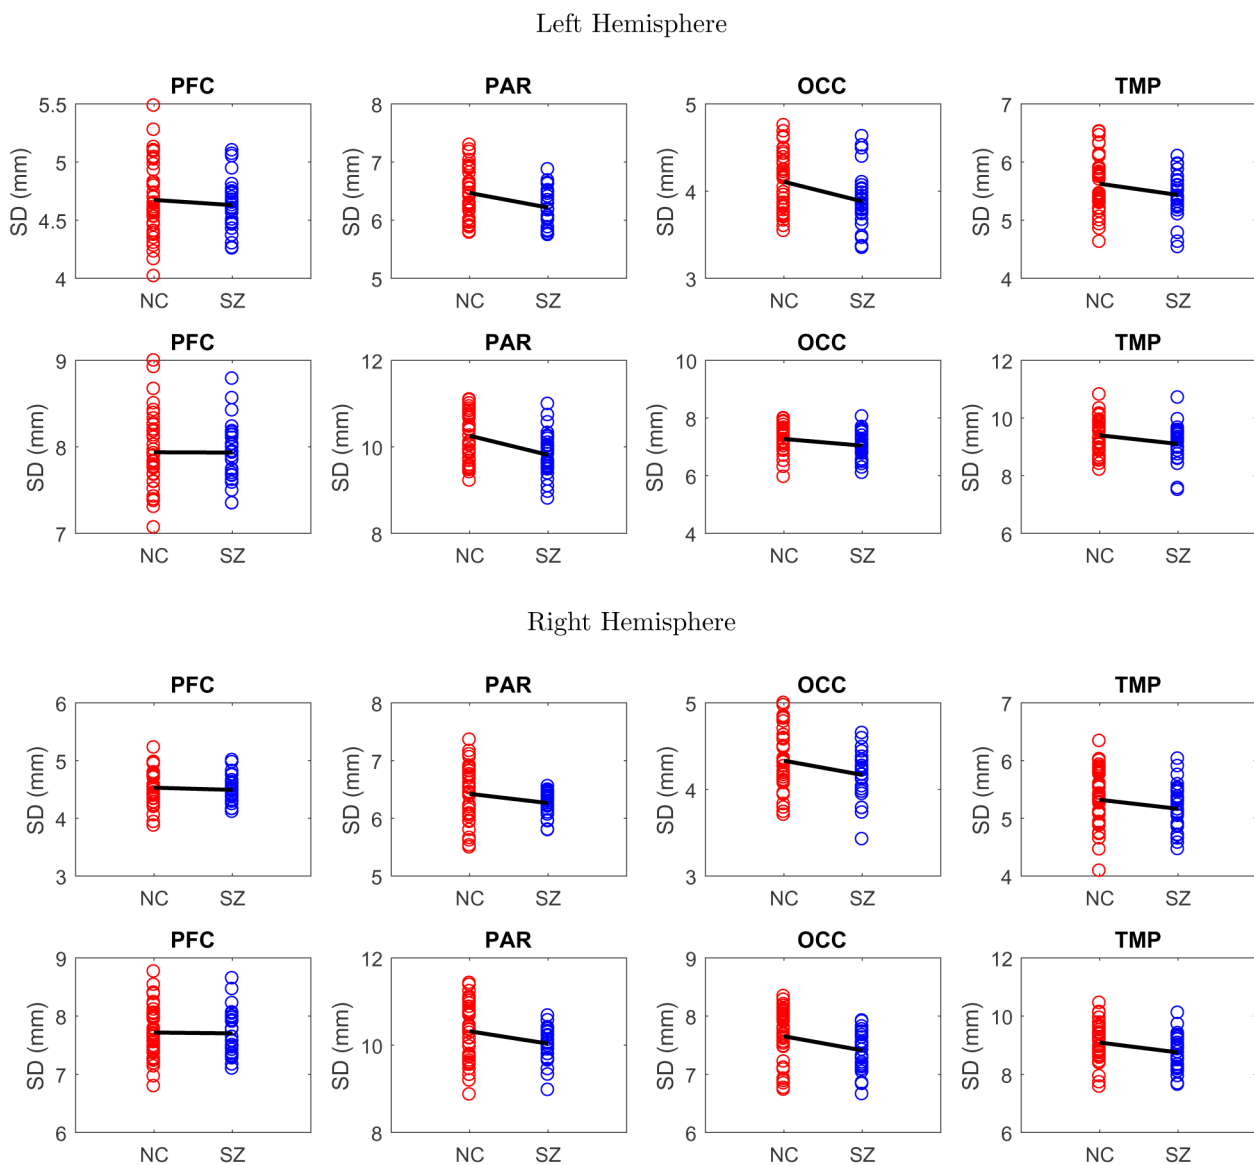 Left Hemisphere
PFC PAR OCC TMP
5.5 8 5 7
SD (mm) SD (mm) SD (mm) SD (mm)
5 7 4 6
4.5 6 5
4 5 3 4
NC SZ NC SZ NC SZ NC SZ
PFC PAR OCC TMP
9 12 10 12
SD (mm) SD (mm) SD (mm) SD (mm)
8 10 8 10
6 8
7 8 4 6
NC SZ NC SZ NC SZ NC SZ
Right Hemisphere
PFC PAR OCC TMP
6 8 5 7
SD (mm) SD (mm) SD (mm) SD (mm)
5 7 4 6
4 6 5
3 5 3 4
NC SZ NC SZ NC SZ NC SZ
PFC PAR OCC TMP
9 12 9 12
SD (mm) SD (mm) SD (mm) SD (mm)
8 10 8 10
7 7 8
6 8 6 6
NC SZ NC SZ NC SZ NC SZ